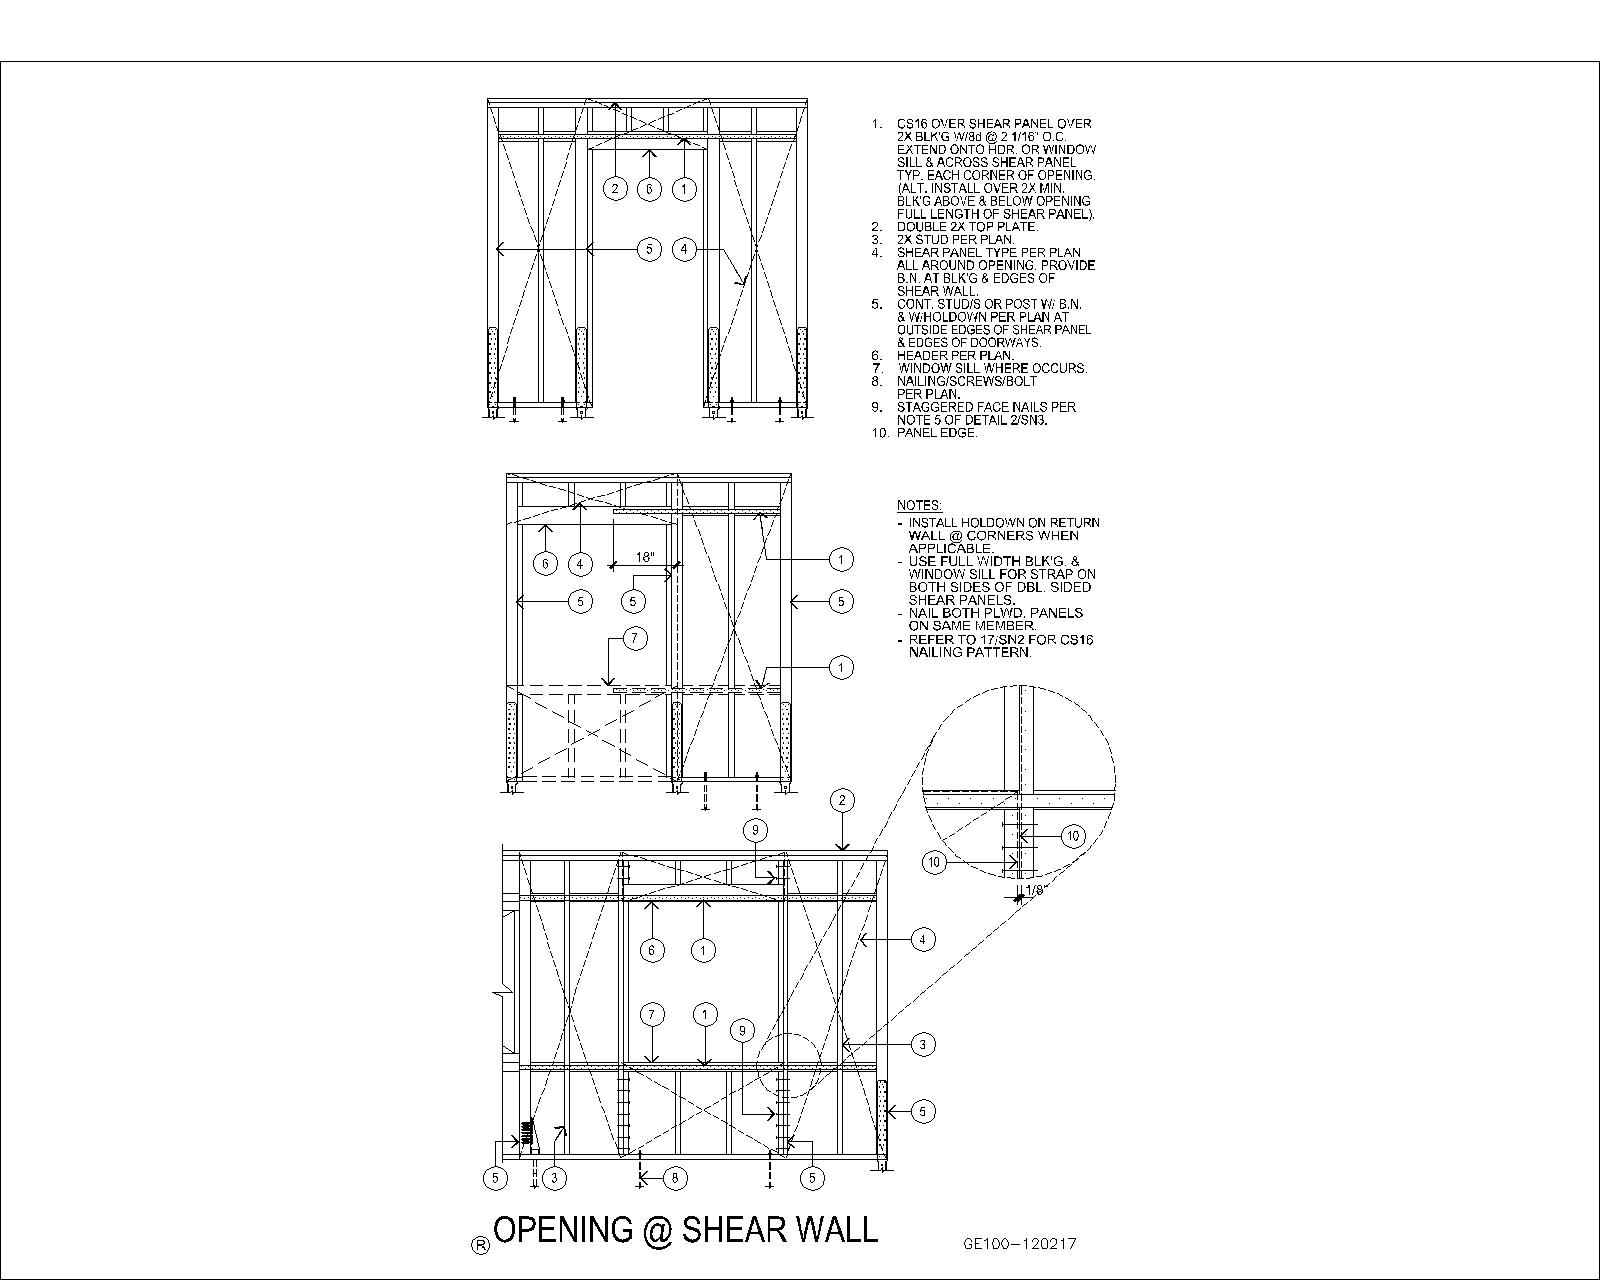 1. CS16 OVER SHEAR PANEL OVER
2X BLK'G W/8d @ 2 1/16" O.C.
EXTEND ONTO HDR. OR WINDOW
SILL & ACROSS SHEAR PANEL
TYP. EACH CORNER OF OPENING.
(ALT. INSTALL OVER 2X MIN.
BLK'G ABOVE & BELOW OPENING
FULL LENGTH OF SHEAR PANEL).
2. DOUBLE 2X TOP PLATE.
3. 2X STUD PER PLAN.
4. SHEAR PANEL TYPE PER PLAN
ALL AROUND OPENING. PROVIDE
B.N. AT BLK'G & EDGES OF
SHEAR WALL.
5. CONT. STUD/S OR POST W/ B.N.
& W/HOLDOWN PER PLAN AT
OUTSIDE EDGES OF SHEAR PANEL
& EDGES OF DOORWAYS.
6. HEADER PER PLAN.
7. WINDOW SILL WHERE OCCURS.
8. NAILING/SCREWS/BOLT
PER PLAN.
9. STAGGERED FACE NAILS PER
NOTE 5 OF DETAIL 2/SN3.
10. PANEL EDGE.
2 6 1
5 4
NOTES:
- INSTALL HOLDOWN ON RETURN
WALL @ CORNERS WHEN
APPLICABLE.
- USE FULL WIDTH BLK'G. &
WINDOW SILL FOR STRAP ON
BOTH SIDES OF DBL. SIDED
SHEAR PANELS.
- NAIL BOTH PLWD. PANELS
ON SAME MEMBER.
- REFER TO 17/SN2 FOR CS16
NAILING PATTERN.
6 4 18" 1
5 5 5
7
1
2
9
10
10
1/8"
6 1 4
7 1 9
3
9 5
5 3 8 5
OPENING @ SHEAR WALL
R
GE100-120217